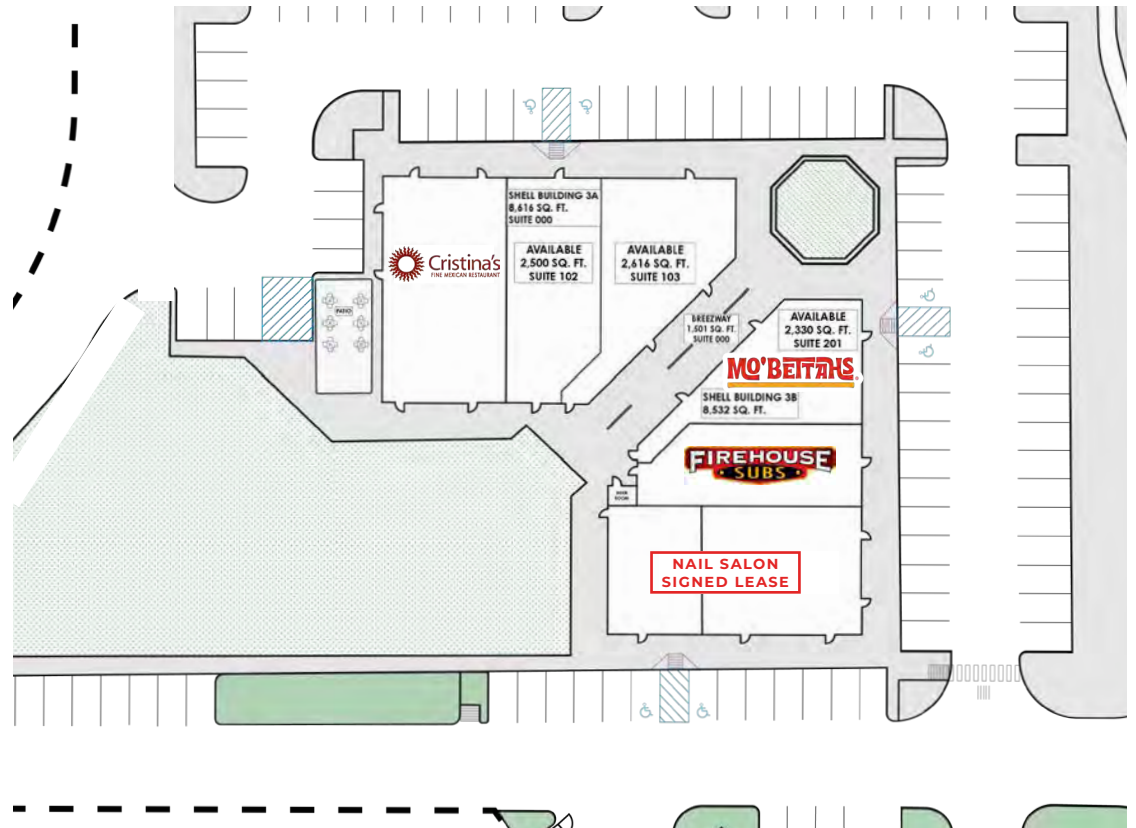 SHELL BUILDING 3A
8,616 SQ. FT.
SUITE 000
Cristina's
FINE MEXICAN RESTAURANT
AVAILABLE
2,500 SQ. FT.
SUITE 102
AVAILABLE
2,616 SQ. FT.
SUITE 103
PATIO
BREEZWAY
1,501 SQ. FT.
SUITE 000
AVAILABLE
2,330 SQ. FT.
SUITE 201
MO'BETTAHS
SHELL BUILDING 3B
8,532 SQ. FT.
FIREHOUSE
SUBS
ROOM
NAIL SALON
SIGNED LEASE